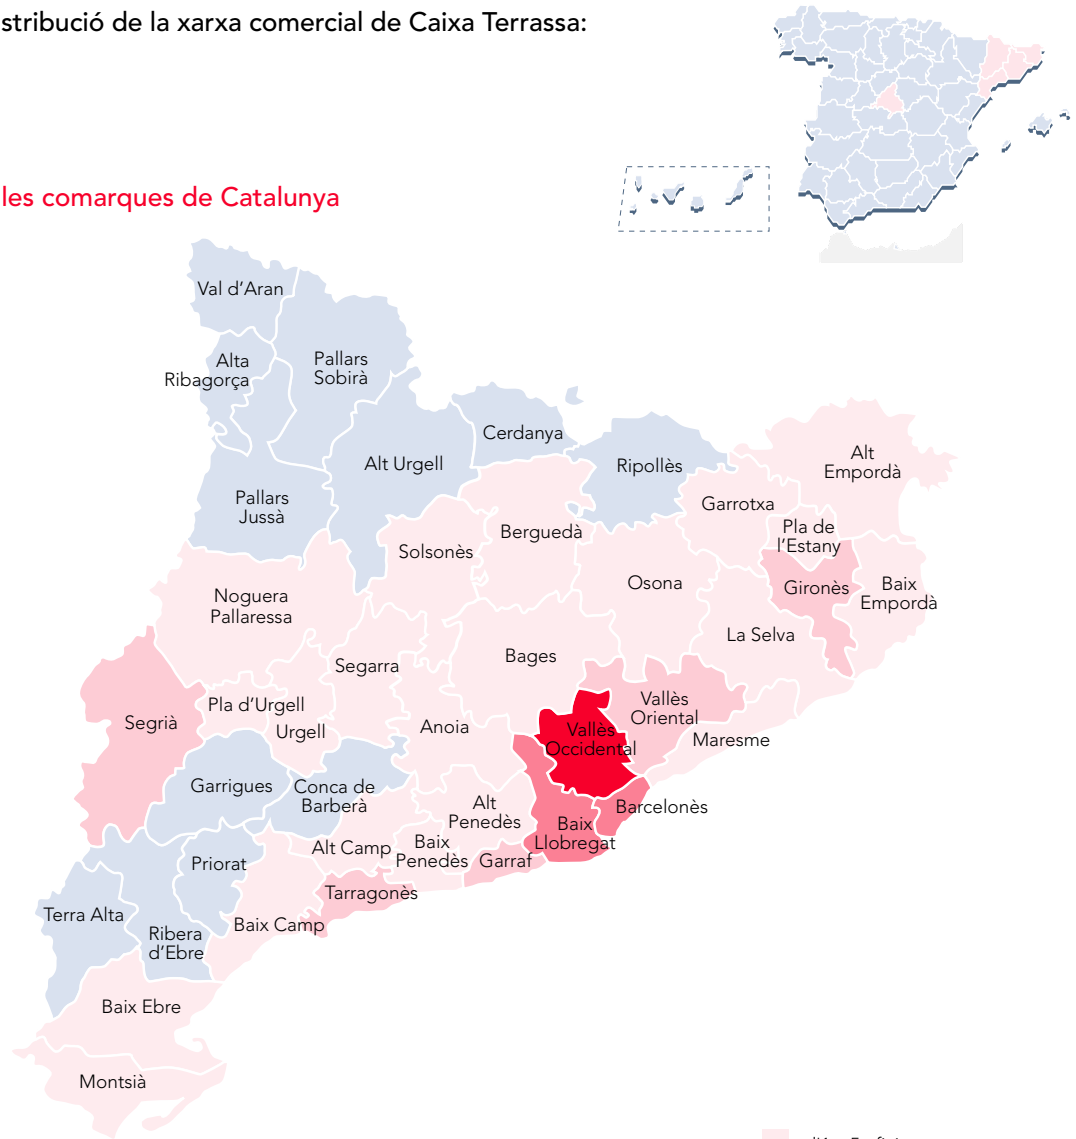 stribució de la xarxa comercial de Caixa Terrassa:
les comarques de Catalunya
Val d’Aran
Alta
Ribagorça
Pallars
Sobirà
Cerdanya
Alt Urgell
Ripollès
Alt
Empordà
Pallars
Jussà
Garrotxa
Berguedà
Pla de
l’Estany
Solsonès
Osona
Gironès
Baix
Empordà
Noguera
Pallaressa
La Selva
Bages
Segarra
Vallès
Oriental
Pla d’Urgell
Segrià
Urgell
Anoia
Vallès
Occidental
Maresme
Garrigues
Conca de
Barberà
Alt
Penedès
Barcelonès
Baix
Llobregat
Alt Camp
Baix
Penedès
Garraf
Priorat
Tarragonès
Terra Alta
Baix Camp
Ribera
d’Ebre
Baix Ebre
Montsià